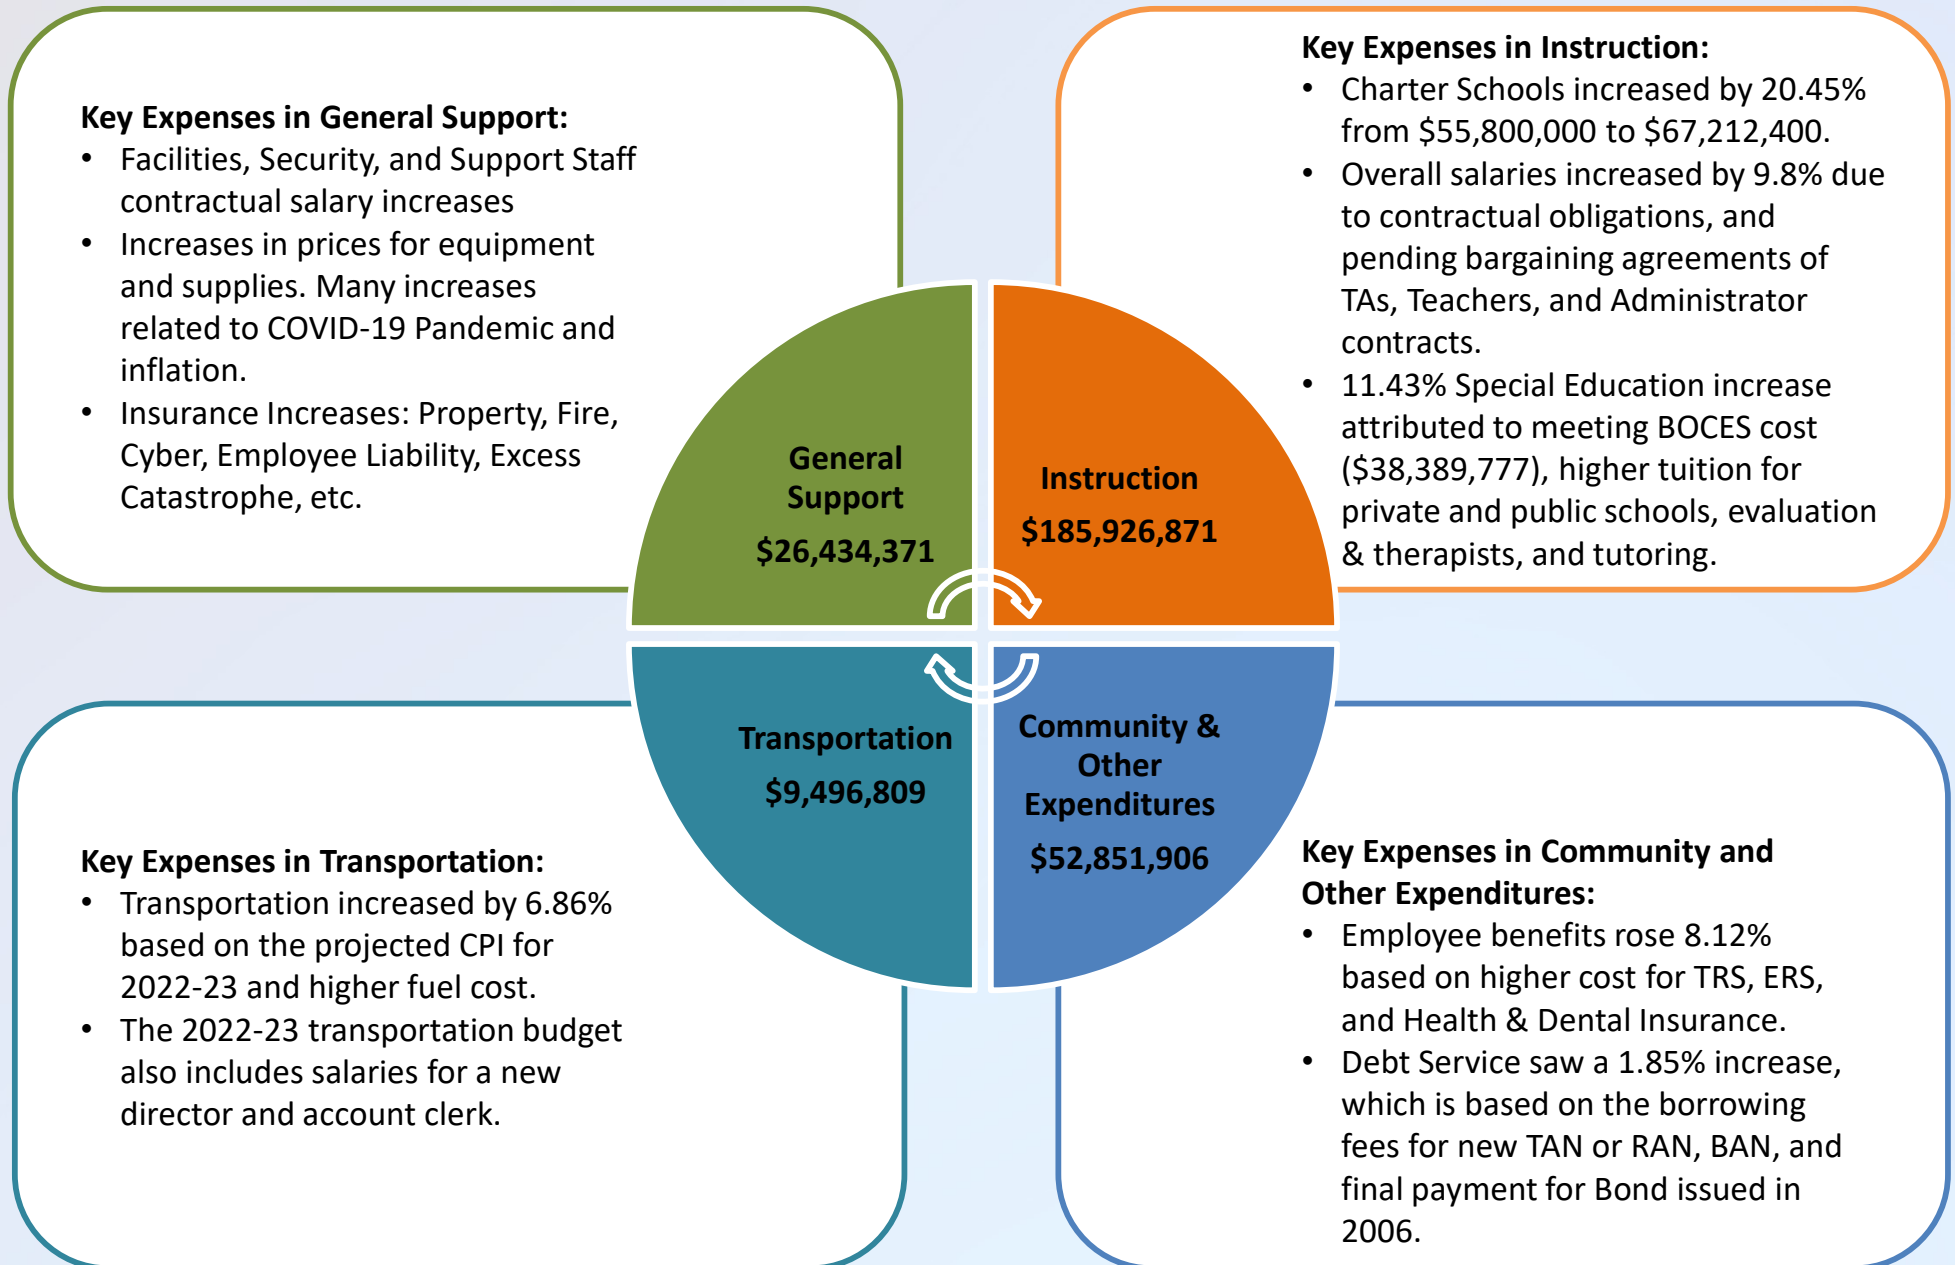 Key Expenses in General Support:
• Facilities, Security, and Support Staff
contractual salary increases
• Increases in prices for equipment
and supplies. Many increases
related to COVID-19 Pandemic and
inflation.
• Insurance Increases: Property, Fire,
Cyber, Employee Liability, Excess
Catastrophe, etc.
Key Expenses in Instruction:
• Charter Schools increased by 20.45%
from $55,800,000 to $67,212,400.
• Overall salaries increased by 9.8% due
to contractual obligations, and
pending bargaining agreements of
TAs, Teachers, and Administrator
contracts.
• 11.43% Special Education increase
attributed to meeting BOCES cost
($38,389,777), higher tuition for
private and public schools, evaluation
& therapists, and tutoring.
General
Support
$26,434,371
Instruction
$185,926,871
Transportation
$9,496,809
Community &
Other
Expenditures
$52,851,906
Key Expenses in Transportation:
• Transportation increased by 6.86%
based on the projected CPI for
2022-23 and higher fuel cost.
• The 2022-23 transportation budget
also includes salaries for a new
director and account clerk.
Key Expenses in Community and
Other Expenditures:
• Employee benefits rose 8.12%
based on higher cost for TRS, ERS,
and Health & Dental Insurance.
• Debt Service saw a 1.85% increase,
which is based on the borrowing
fees for new TAN or RAN, BAN, and
final payment for Bond issued in
2006.